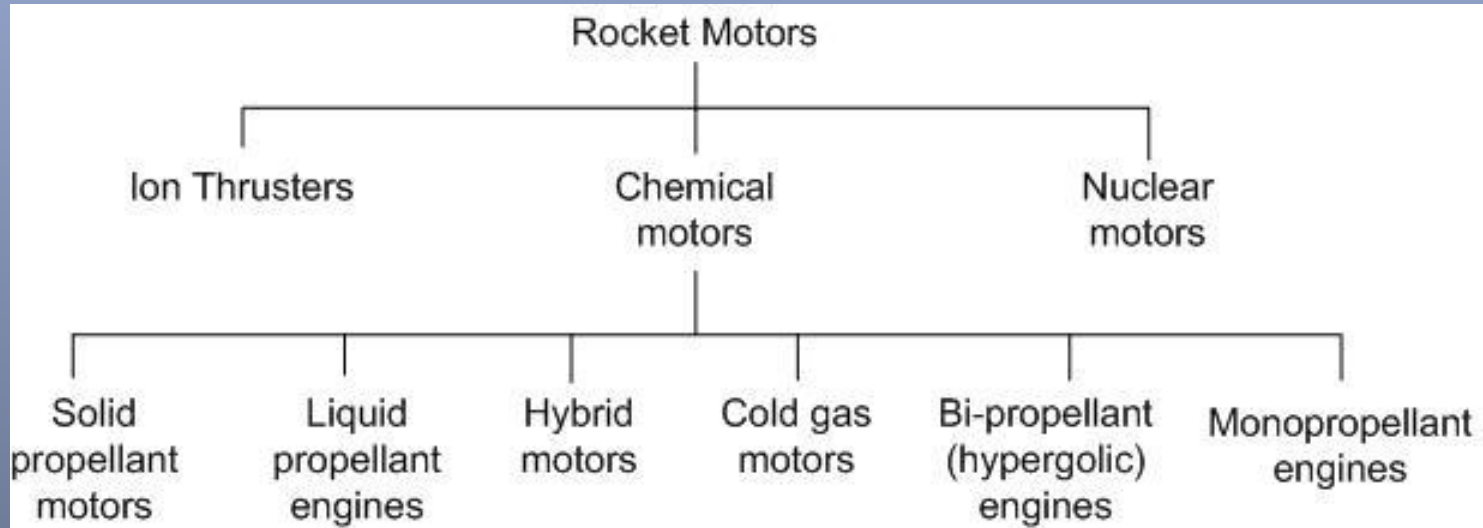 Rocket Motors
Ion Thrusters
Chemical
motors
Nuclear
motors
Solid
propellant
motors
Liquid
propellant
engines
Hybrid
motors
Cold gas
motors
Bi-propellant
(hypergolic)
engines
Monopropellant
engines